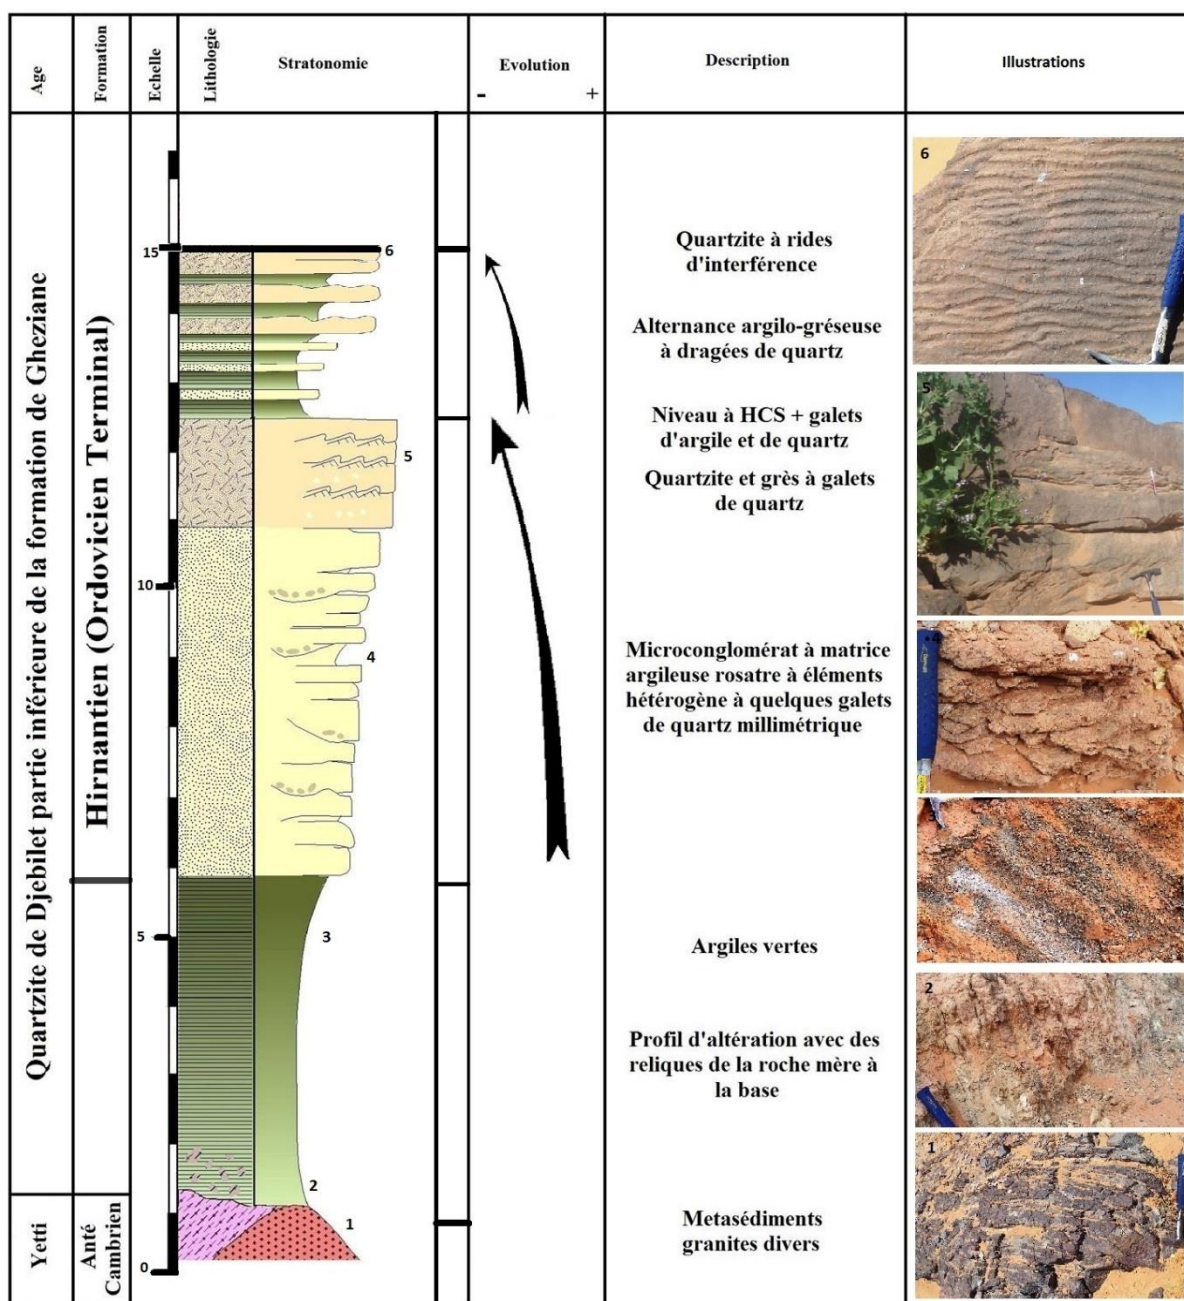 Age
Formation
Echelle
Lithologie
Stratonomie
Evolution
-
+
Description
Illustrations
Quartzite de Djebilet partie inférieure de la formation de Gheziane
Hirnantien (Ordovicien Terminal)
Yetti
Anté
Cambrien
15
10
5
0
6
5
4
3
2
1
Quartzite à rides
d'interférence
Alternance argilo-gréseuse
à dragées de quartz
Niveau à HCS + galets
d'argile et de quartz
Quartzite et grès à galets
de quartz
Microconglomérat à matrice
argileuse rosatre à éléments
hétérogène à quelques galets
de quartz millimétrique
Argiles vertes
Profil d'altération avec des
reliques de la roche mère à
la base
Metasédiments
granites divers
6
5
4
2
1